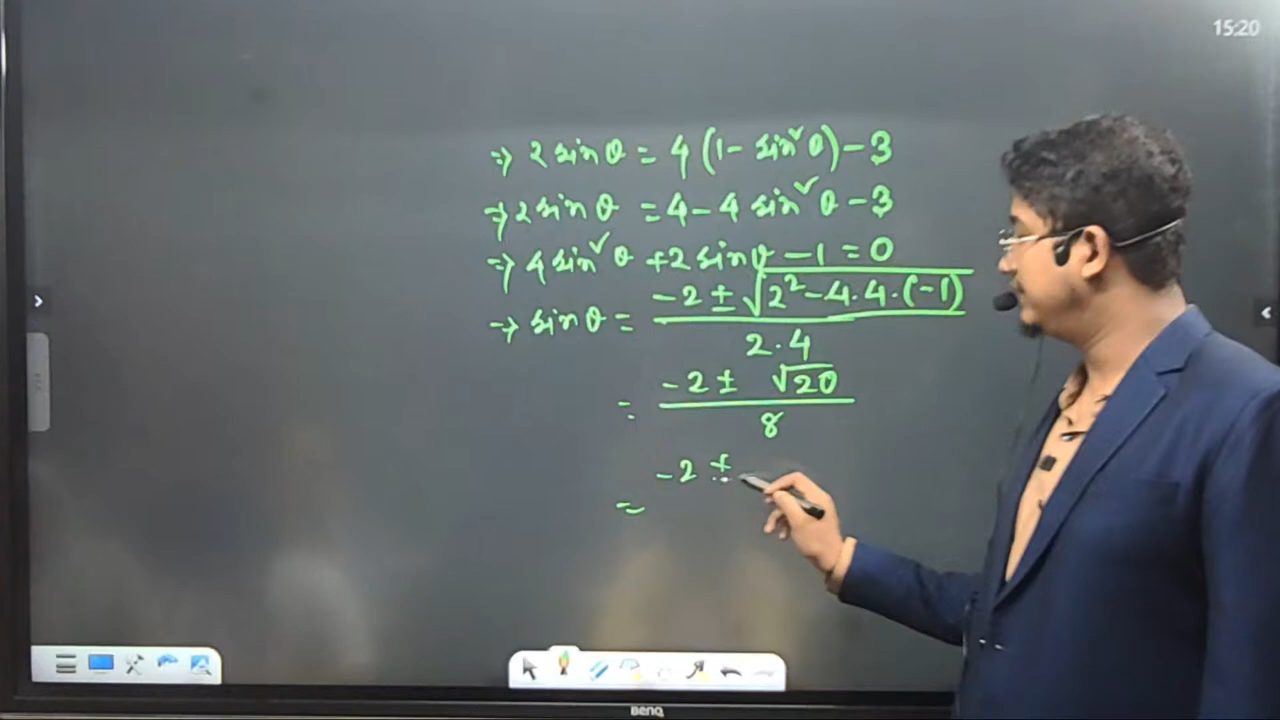 15:20
=> 2 sin θ = 4 (1 - sin² θ) - 3
=> 2 sin θ = 4 - 4 sin² θ - 3
=> 4 sin² θ + 2 sin θ - 1 = 0
=> sin θ = (-2 ± √(2² - 4.4.(-1))) / (2.4)
= (-2 ± √20) / 8
= -2 ±
BenQ